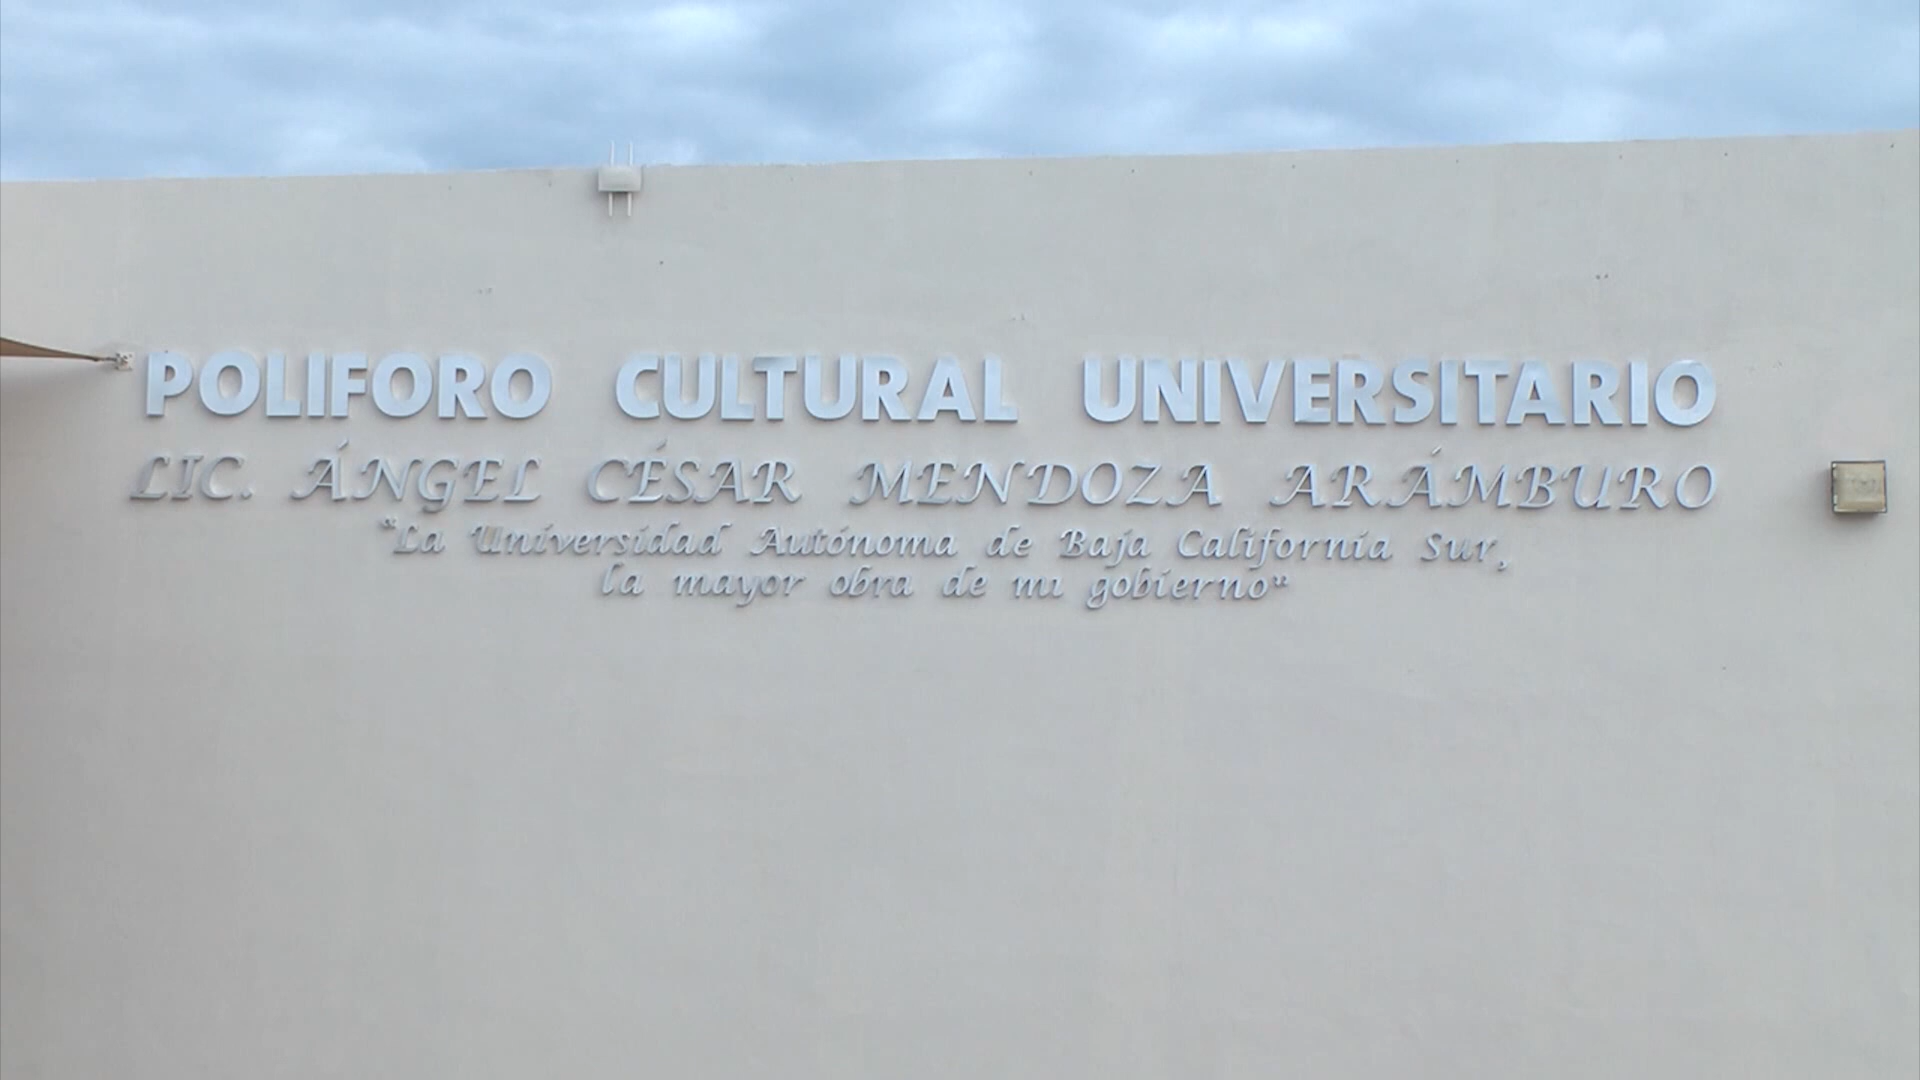 POLIFORO CULTURAL UNIVERSITARIO
LIC. ÁNGEL CÉSAR MENDOZA ARÁMBURO
"La Universidad Autónoma de Baja California Sur,
la mayor obra de mi gobierno"